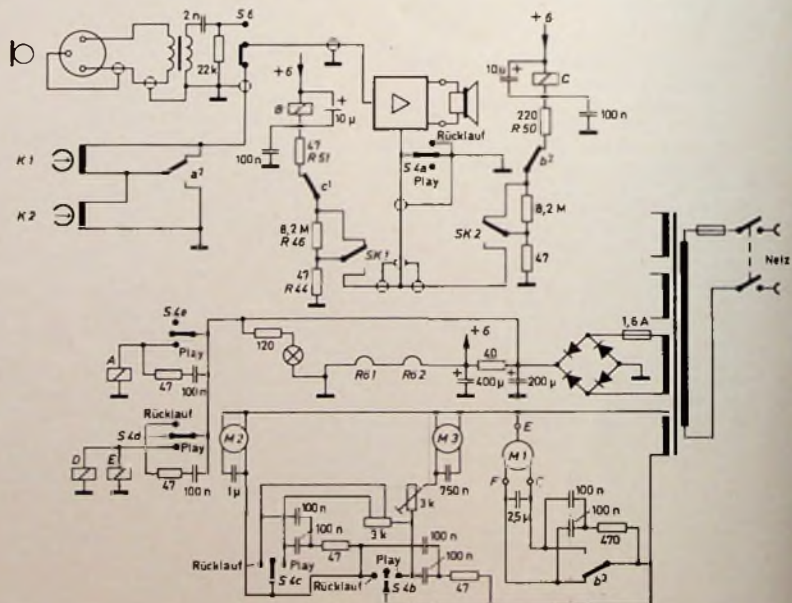 2n
S6
22k
+6
B
+
10μ
100n
47
R51
c¹
8,2M
R46
47
R44
SK1
K1
K2
a²
Rücklauf
S4a
Play
+6
10μ
+
C
220
R50
100n
b²
8,2M
SK2
47
Netz
1,6A
S4e
Play
A
47
100n
Rücklauf
S4d
Play
D
E
47
100n
120
Rö1
Rö2
+6
40
+
400μ
+
200μ
M2
1μ
M3
750n
3k
3k
E
M1
F
2,5μ
100n
100n
470
b³
100n
100n
47
Rücklauf
Play
S4c
Rücklauf
Play
S4b
100n
100n
47